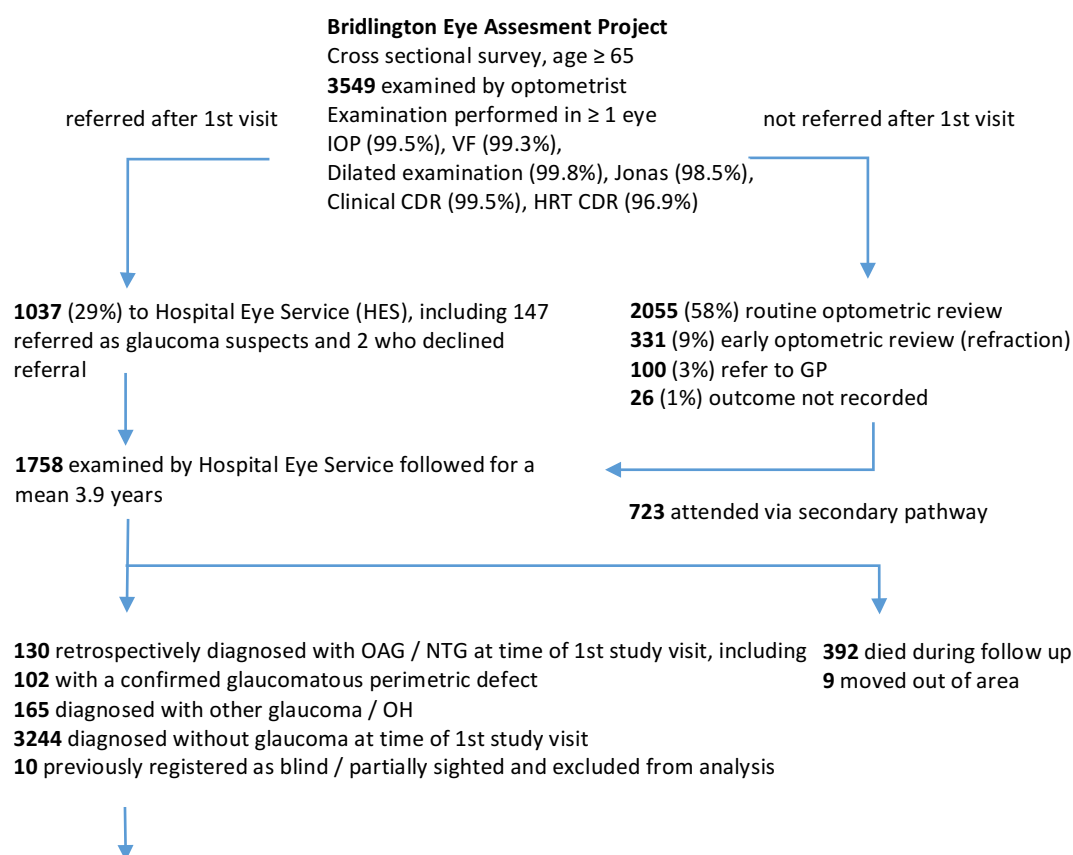 Bridlington Eye Assesment Project
Cross sectional survey, age ≥ 65
3549 examined by optometrist
Examination performed in ≥ 1 eye
IOP (99.5%), VF (99.3%),
Dilated examination (99.8%), Jonas (98.5%),
Clinical CDR (99.5%), HRT CDR (96.9%)
referred after 1st visit
not referred after 1st visit
1037 (29%) to Hospital Eye Service (HES), including 147
referred as glaucoma suspects and 2 who declined
referral
2055 (58%) routine optometric review
331 (9%) early optometric review (refraction)
100 (3%) refer to GP
26 (1%) outcome not recorded
1758 examined by Hospital Eye Service followed for a
mean 3.9 years
723 attended via secondary pathway
130 retrospectively diagnosed with OAG / NTG at time of 1st study visit, including
102 with a confirmed glaucomatous perimetric defect
165 diagnosed with other glaucoma / OH
3244 diagnosed without glaucoma at time of 1st study visit
10 previously registered as blind / partially sighted and excluded from analysis
392 died during follow up
9 moved out of area